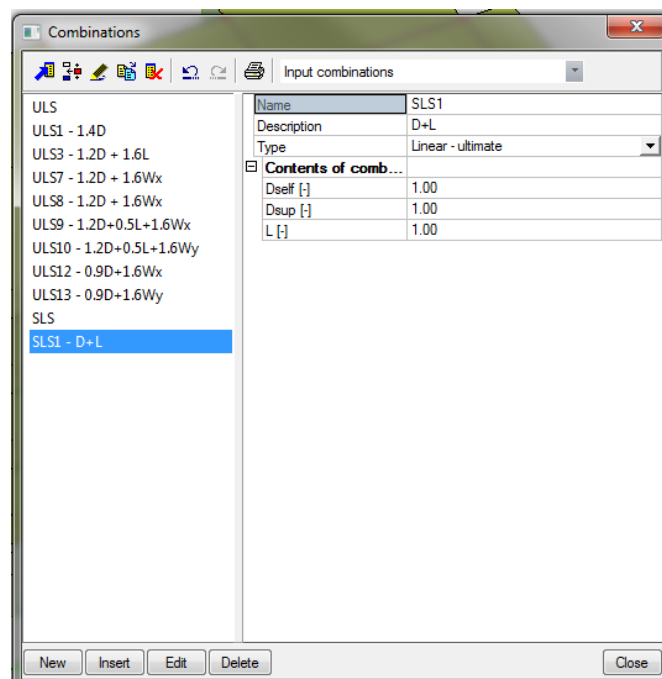 Combinations
Input combinations
ULS
ULS1 - 1.4D
ULS3 - 1.2D + 1.6L
ULS7 - 1.2D + 1.6Wx
ULS8 - 1.2D + 1.6Wx
ULS9 - 1.2D+0.5L+1.6Wx
ULS10 - 1.2D+0.5L+1.6Wy
ULS12 - 0.9D+1.6Wx
ULS13 - 0.9D+1.6Wy
SLS
SLS1 - D+L
Name SLS1
Description D+L
Type Linear - ultimate
Contents of comb...
Dself [-] 1.00
Dsup [-] 1.00
L [-] 1.00
New Insert Edit Delete Close